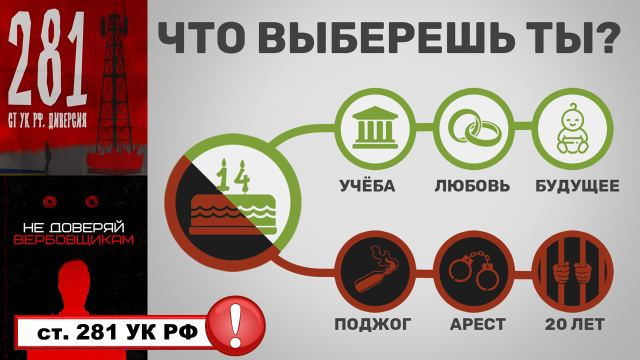 ЧТО ВЫБЕРЕШЬ ТЫ?
281
СТ УК РФ. ДИВЕРСИЯ
НЕ ДОВЕРЯЙ
ВЕРБОВЩИКАМ
ст. 281 УК РФ
!
14
УЧЁБА
ЛЮБОВЬ
БУДУЩЕЕ
ПОДЖОГ
АРЕСТ
20 ЛЕТ